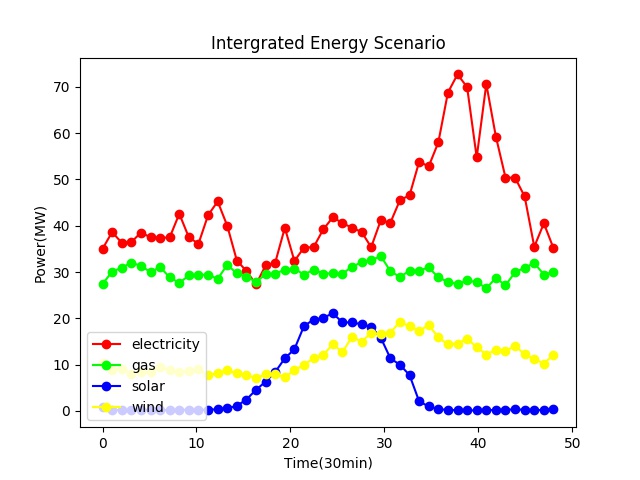 Intergrated Energy Scenario
Power(MW)
70
60
50
40
30
20
10
0
electricity
gas
solar
wind
0 10 20 30 40 50
Time(30min)